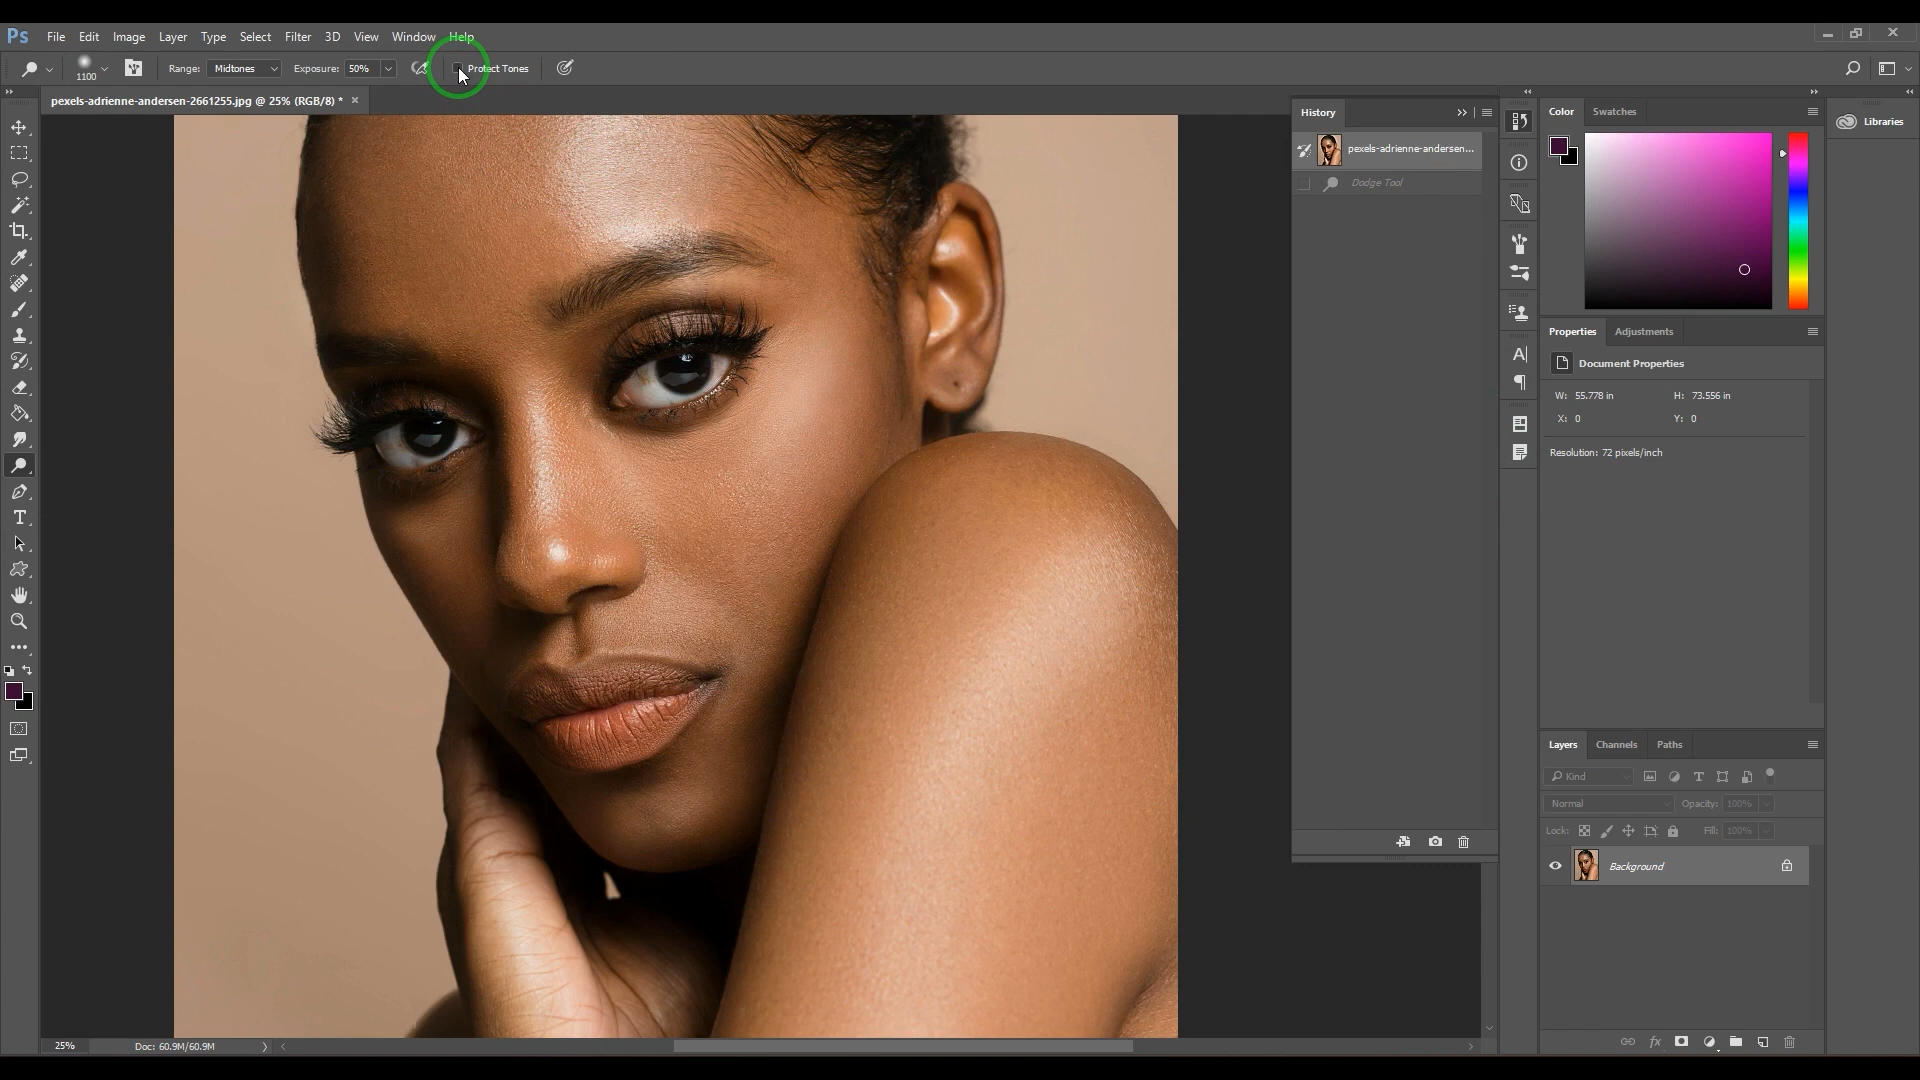 Ps File Edit Image Layer Type Select Filter 3D View Window Help
1100 Range: Midtones Exposure: 50% Protect Tones
pexels-adrienne-andersen-2661255.jpg @ 25% (RGB/8) *
History
pexels-adrienne-andersen...
Dodge Tool
Color Swatches
Libraries
Properties Adjustments
Document Properties
W: 55.778 in H: 73.556 in
X: 0 Y: 0
Resolution: 72 pixels/inch
Layers Channels Paths
Kind
Normal Opacity: 100%
Lock: Fill: 100%
Background
25% Doc: 60.9M/60.9M